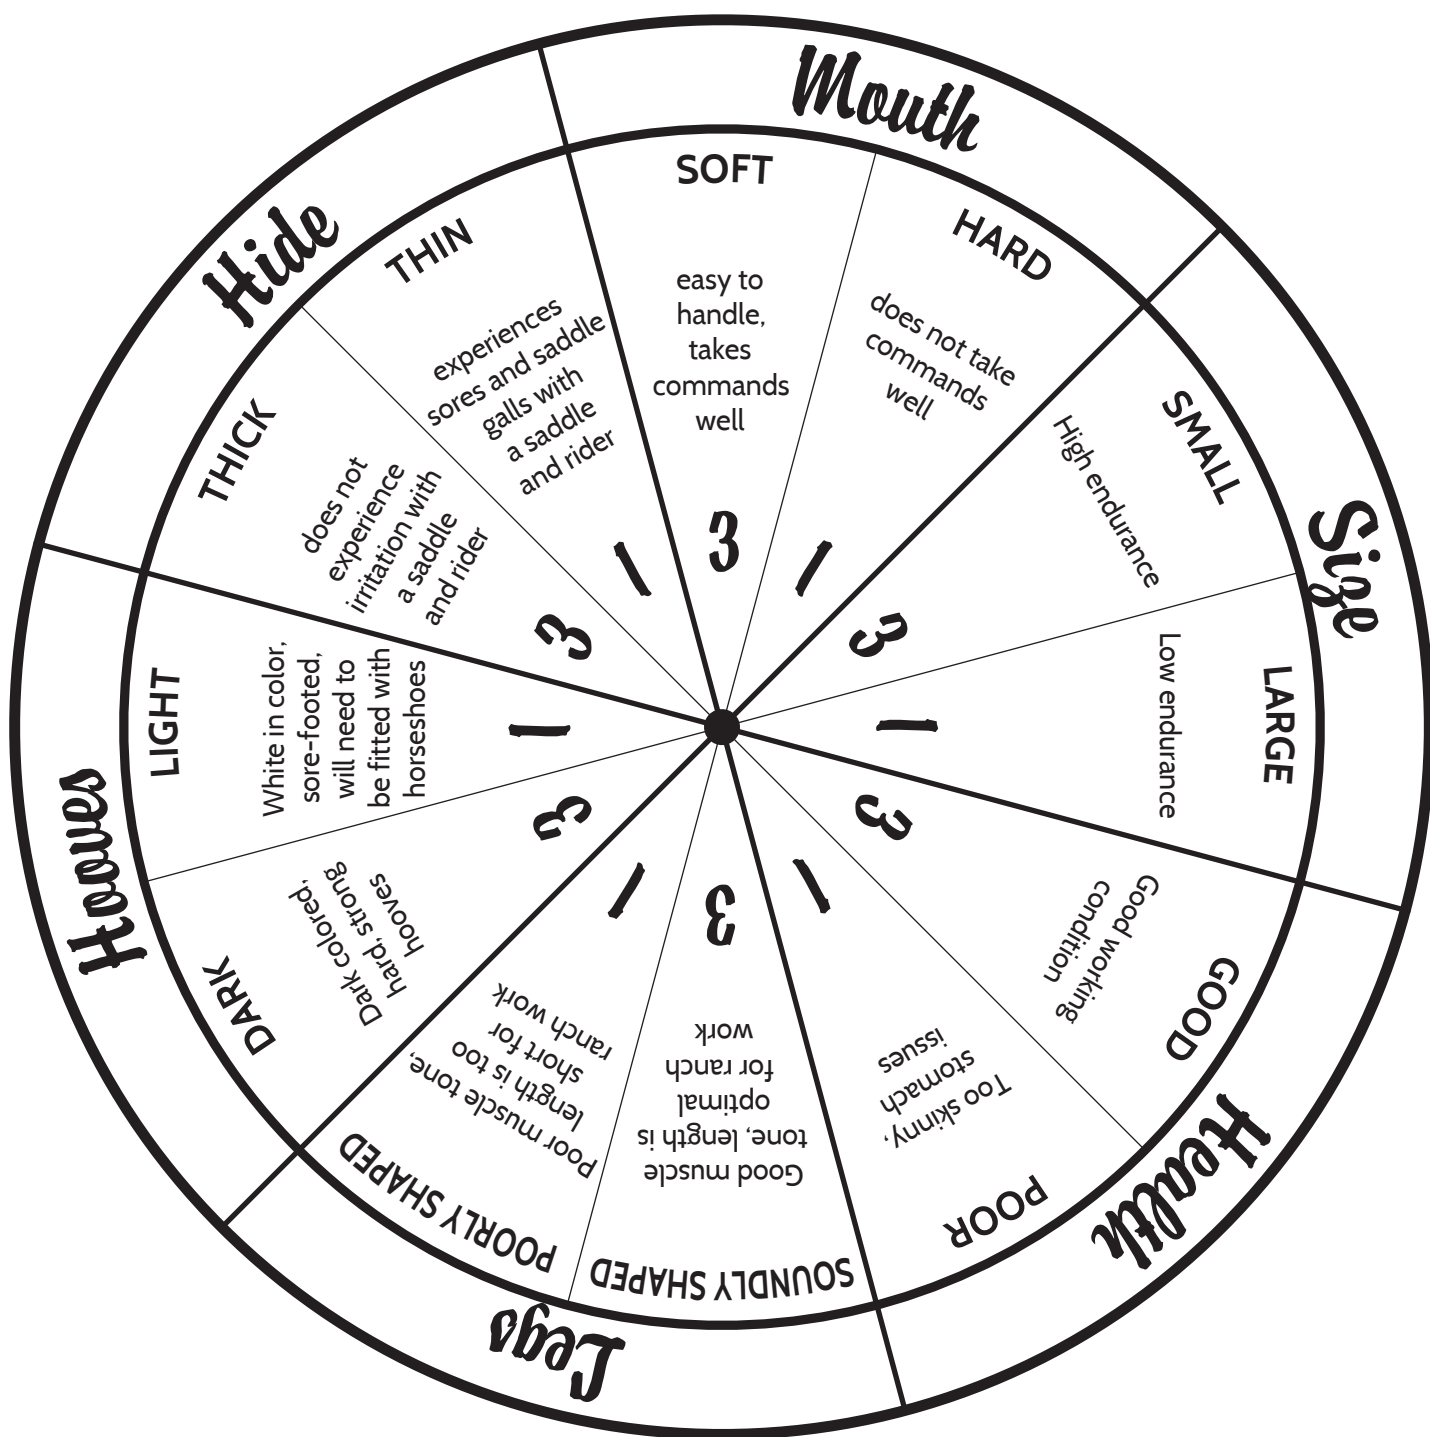 Mouth
SOFT
easy to
handle,
takes
commands
well
3
HARD
does not take
commands
well
1
Size
SMALL
High endurance
3
LARGE
Low endurance
1
Health
GOOD
Good working
condition
3
POOR
Too skinny,
stomach
issues
1
Legs
SOUNDLY SHAPED
Good muscle
tone, length is
optimal
for ranch
work
3
POORLY SHAPED
Poor muscle tone,
length is too
short for
ranch work
1
Hooves
DARK
Dark colored,
hard, strong
hooves
3
LIGHT
White in color,
sore-footed,
will need to
be fitted with
horseshoes
1
Hide
THICK
does not
experience
irritation with
a saddle
and rider
3
THIN
experiences
sores and saddle
galls with
a saddle
and rider
1